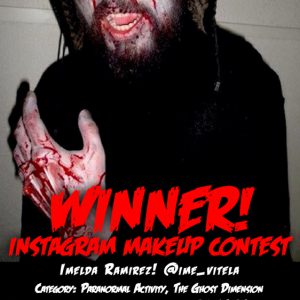 WINNER!
INSTAGRAM MAKEUP CONTEST
Imelda Ramirez! @ime_vitela
Category: Paranormal Activity, The Ghost Dimension